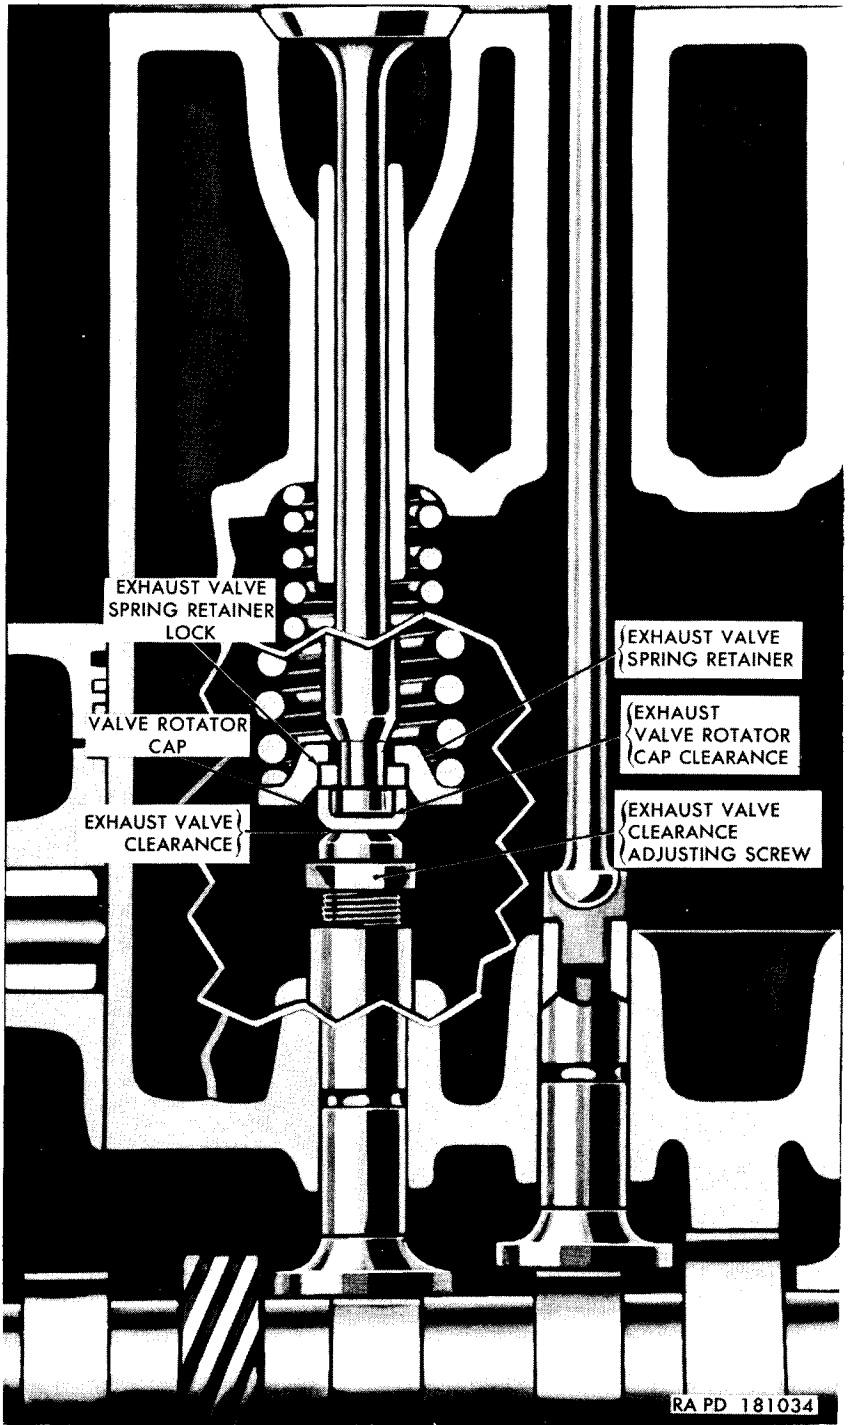 EXHAUST VALVE
SPRING RETAINER
LOCK
EXHAUST VALVE
SPRING RETAINER
VALVE ROTATOR
CAP
EXHAUST
VALVE ROTATOR
CAP CLEARANCE
EXHAUST VALVE
CLEARANCE
EXHAUST VALVE
CLEARANCE
ADJUSTING SCREW
RA PD 181034